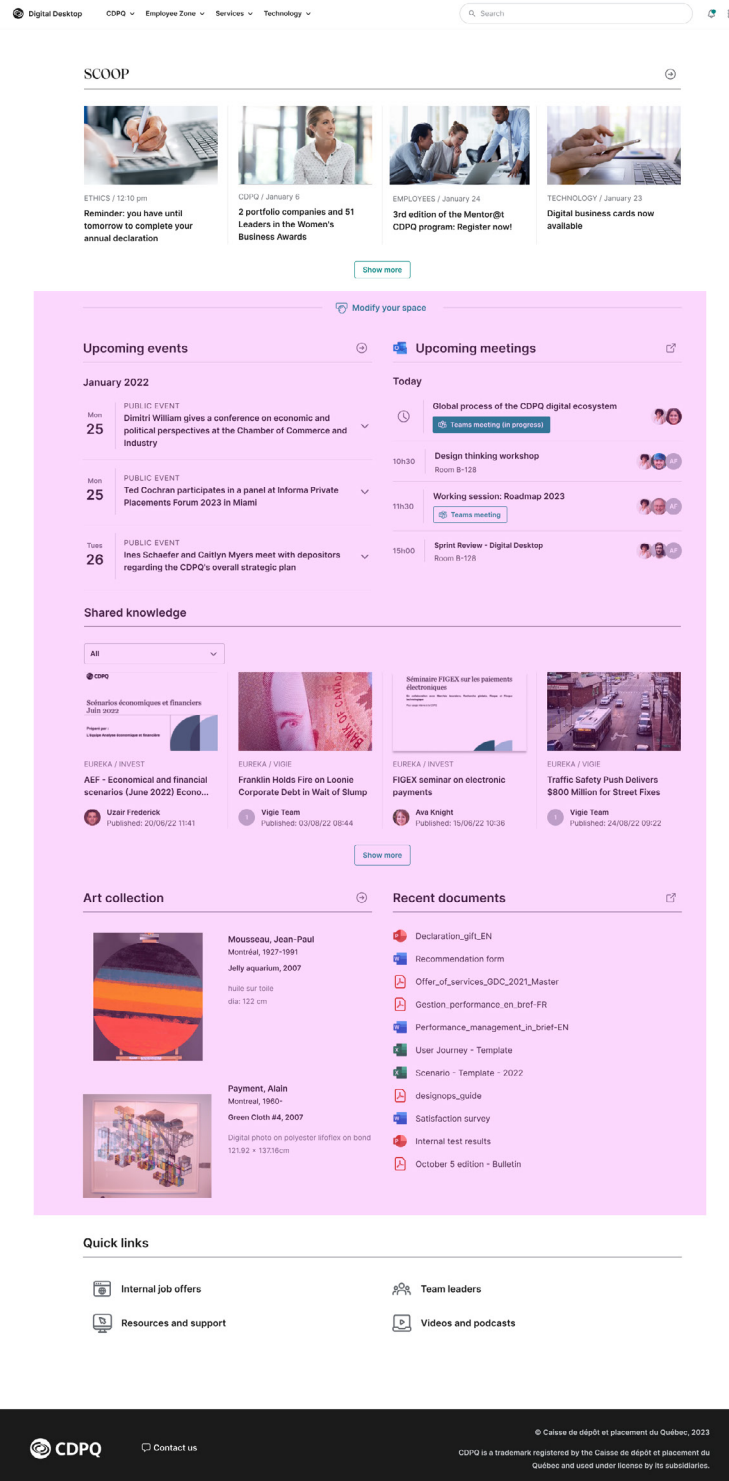 Digital Desktop
CDPQ
Employee Zone
Services
Technology
Search
SCOOP
ETHICS / 12:10 pm
Reminder: you have until
tomorrow to complete your
annual declaration
CDPQ / January 6
2 portfolio companies and 51
Leaders in the Women's
Business Awards
EMPLOYEES / January 24
3rd edition of the Mentor@t
CDPQ program: Register now!
TECHNOLOGY / January 23
Digital business cards now
available
Show more
Modify your space
Upcoming events
January 2022
Mon
25
PUBLIC EVENT
Dimitri William gives a conference on economic and
political perspectives at the Chamber of Commerce and
Industry
Mon
25
PUBLIC EVENT
Ted Cochran participates in a panel at Informa Private
Placements Forum 2023 in Miami
Tues
26
PUBLIC EVENT
Ines Schaefer and Caitlyn Myers meet with depositors
regarding the CDPQ's overall strategic plan
Upcoming meetings
Today
Global process of the CDPQ digital ecosystem
Teams meeting (in progress)
10h30
Design thinking workshop
Room B-128
AF
11h30
Working session: Roadmap 2023
Teams meeting
AF
15h00
Sprint Review - Digital Desktop
Room B-128
AF
Shared knowledge
All
CDPQ
Scénarios économiques et financiers
Juin 2022
Préparé par :
L'équipe Analyse économique et financière
EUREKA / INVEST
AEF - Economical and financial
scenarios (June 2022) Econo...
Uzair Frederick
Published: 20/06/22 11:41
BANK OF CANADA
EUREKA / VIGIE
Franklin Holds Fire on Loonie
Corporate Debt in Wait of Slump
Vigie Team
Published: 03/08/22 08:44
Séminaire FIGEX sur les paiements
électroniques
EUREKA / INVEST
FIGEX seminar on electronic
payments
Ava Knight
Published: 15/06/22 10:36
EUREKA / VIGIE
Traffic Safety Push Delivers
$800 Million for Street Fixes
Vigie Team
Published: 24/08/22 09:22
Show more
Art collection
Mousseau, Jean-Paul
Montréal, 1927-1991
Jelly aquarium, 2007
huile sur toile
dia: 122 cm
Payment, Alain
Montreal, 1960-
Green Cloth #4, 2007
Digital photo on polyester lifoflex on bond
121.92 × 137.16cm
Recent documents
Declaration_gift_EN
Recommendation form
Offer_of_services_GDC_2021_Master
Gestion_performance_en_bref-FR
Performance_management_in_brief-EN
User Journey - Template
Scenario - Template - 2022
designops_guide
Satisfaction survey
Internal test results
October 5 edition - Bulletin
Quick links
Internal job offers
Team leaders
Resources and support
Videos and podcasts
CDPQ
Contact us
© Caisse de dépôt et placement du Québec, 2023
CDPQ is a trademark registered by the Caisse de dépôt et placement du
Québec and used under license by its subsidiaries.